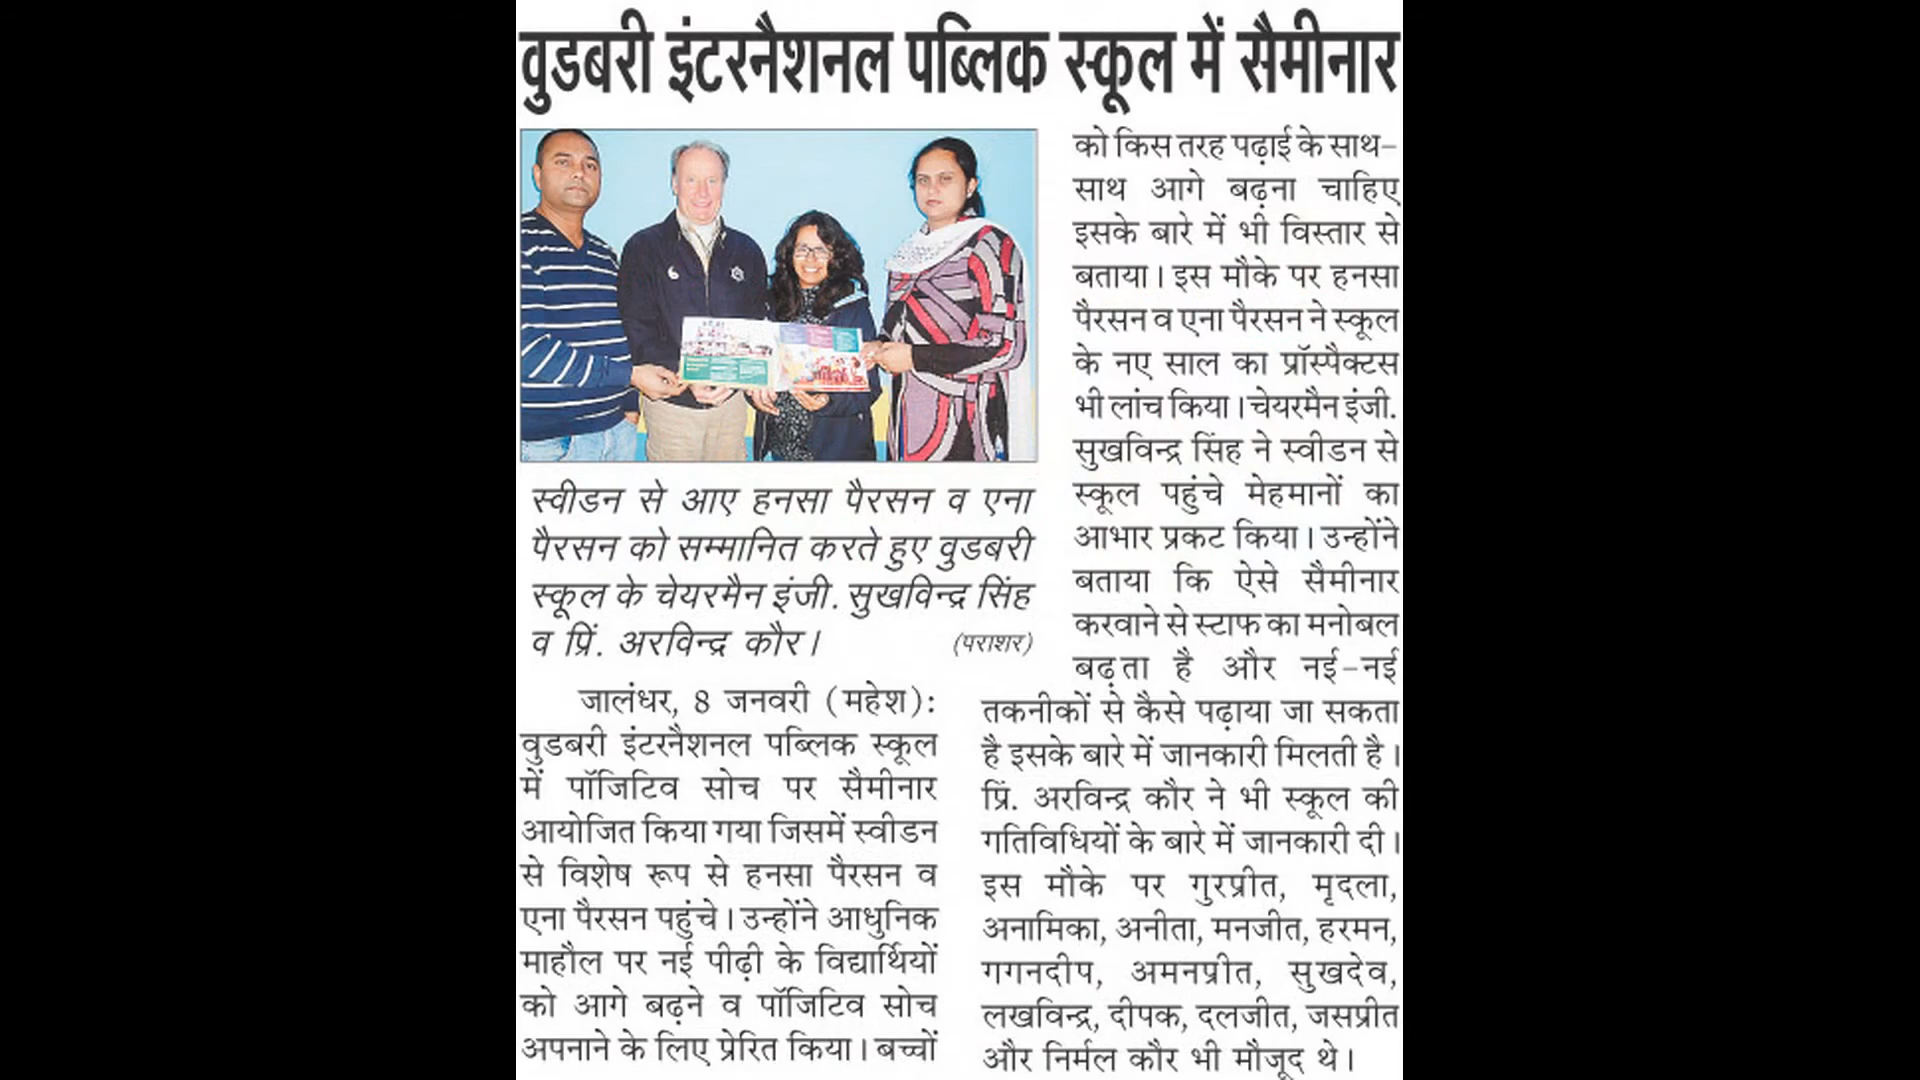 वुडबरी इंटरनैशनल पब्लिक स्कूल में सैमीनार
स्वीडन से आए हनसा पैरसन व एना
पैरसन को सम्मानित करते हुए वुडबरी
स्कूल के चेयरमैन इंजी. सुखविन्द्र सिंह
व प्रिं. अरविन्द्र कौर। (पराशर)
जालंधर, 8 जनवरी (महेश):
वुडबरी इंटरनैशनल पब्लिक स्कूल
में पॉजिटिव सोच पर सैमीनार
आयोजित किया गया जिसमें स्वीडन
से विशेष रूप से हनसा पैरसन व
एना पैरसन पहुंचे। उन्होंने आधुनिक
माहौल पर नई पीढ़ी के विद्यार्थियों
को आगे बढ़ने व पॉजिटिव सोच
अपनाने के लिए प्रेरित किया। बच्चों
को किस तरह पढ़ाई के साथ-
साथ आगे बढ़ना चाहिए
इसके बारे में भी विस्तार से
बताया। इस मौके पर हनसा
पैरसन व एना पैरसन ने स्कूल
के नए साल का प्रॉस्पैक्टस
भी लांच किया। चेयरमैन इंजी.
सुखविन्द्र सिंह ने स्वीडन से
स्कूल पहुंचे मेहमानों का
आभार प्रकट किया। उन्होंने
बताया कि ऐसे सैमीनार
करवाने से स्टाफ का मनोबल
बढ़ता है और नई-नई
तकनीकों से कैसे पढ़ाया जा सकता
है इसके बारे में जानकारी मिलती है।
प्रिं. अरविन्द्र कौर ने भी स्कूल की
गतिविधियों के बारे में जानकारी दी।
इस मौके पर गुरप्रीत, मृदला,
अनामिका, अनीता, मनजीत, हरमन,
गगनदीप, अमनप्रीत, सुखदेव,
लखविन्द्र, दीपक, दलजीत, जसप्रीत
और निर्मल कौर भी मौजूद थे।